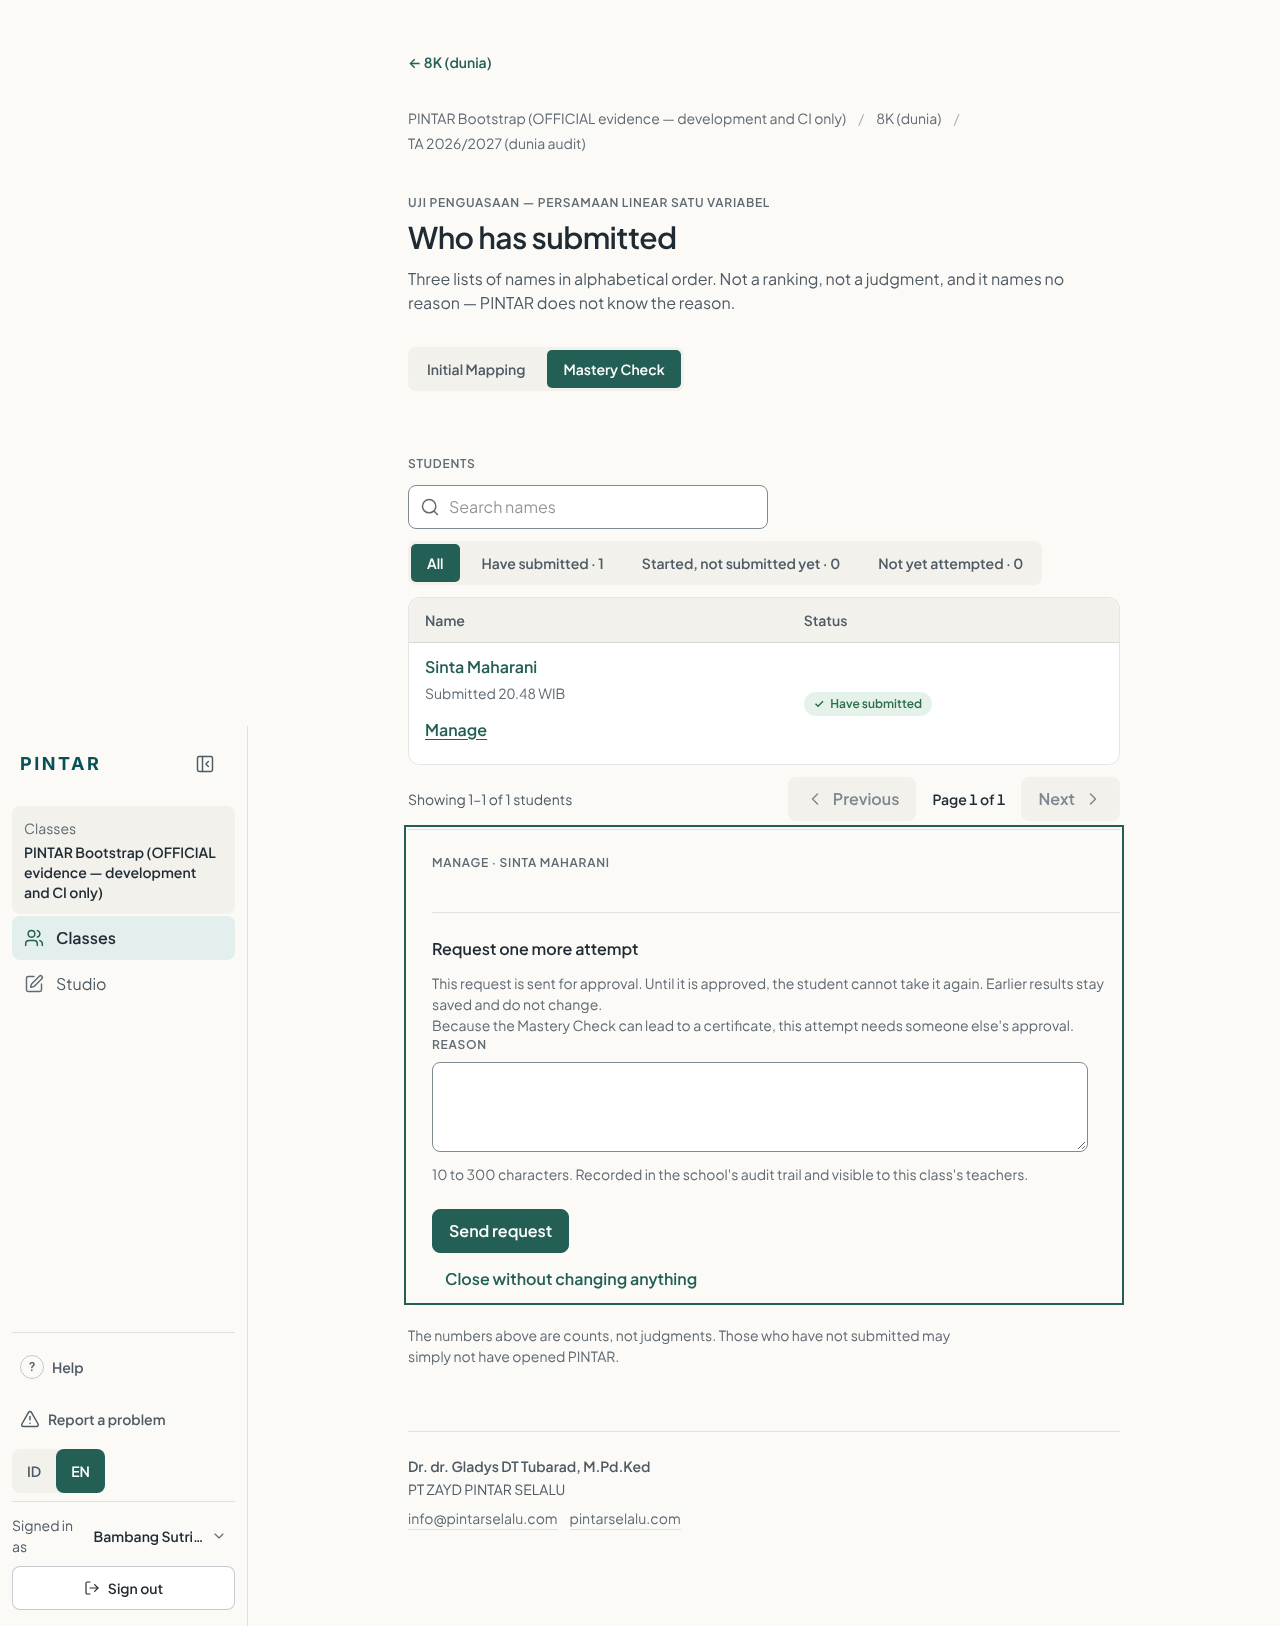 ← 8K (dunia)
PINTAR Bootstrap (OFFICIAL evidence — development and CI only) / 8K (dunia) /
TA 2026/2027 (dunia audit)
UJI PENGUASAAN — PERSAMAAN LINEAR SATU VARIABEL
Who has submitted
Three lists of names in alphabetical order. Not a ranking, not a judgment, and it names no
reason — PINTAR does not know the reason.
Initial Mapping
Mastery Check
STUDENTS
Search names
All
Have submitted · 1
Started, not submitted yet · 0
Not yet attempted · 0
Name
Status
Sinta Maharani
Submitted 20.48 WIB
Have submitted
Manage
Showing 1–1 of 1 students
Previous
Page 1 of 1
Next
MANAGE · SINTA MAHARANI
Request one more attempt
This request is sent for approval. Until it is approved, the student cannot take it again. Earlier results stay
saved and do not change.
Because the Mastery Check can lead to a certificate, this attempt needs someone else's approval.
REASON
10 to 300 characters. Recorded in the school's audit trail and visible to this class's teachers.
Send request
Close without changing anything
The numbers above are counts, not judgments. Those who have not submitted may
simply not have opened PINTAR.
Dr. dr. Gladys DT Tubarad, M.Pd.Ked
PT ZAYD PINTAR SELALU
info@pintarselalu.com
pintarselalu.com
PINTAR
Classes
PINTAR Bootstrap (OFFICIAL
evidence — development
and CI only)
Classes
Studio
? Help
Report a problem
ID
EN
Signed in
as
Bambang Sutri...
Sign out